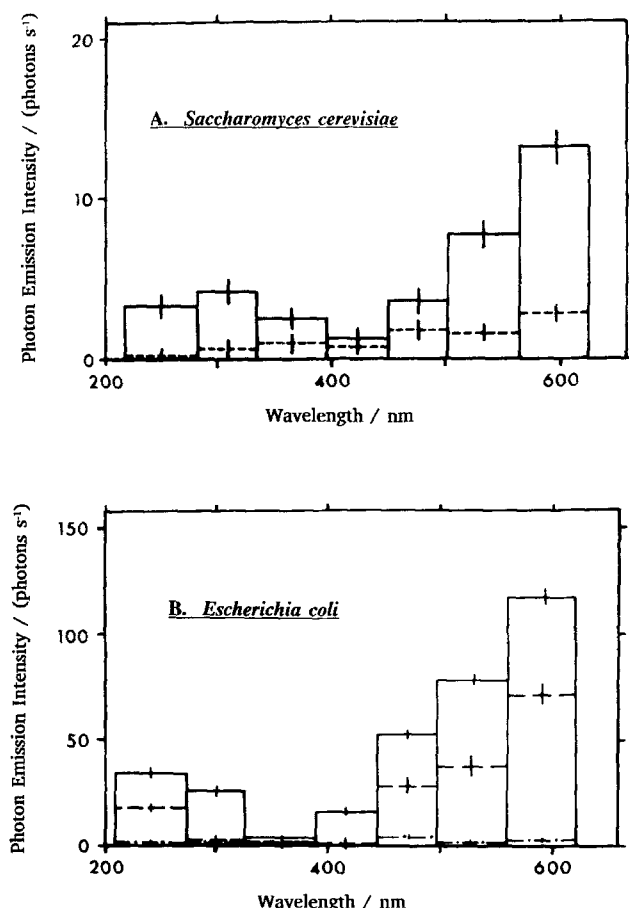 20
10
0
200
400
600
Photon Emission Intensity / (photons s⁻¹)
A. Saccharomyces cerevisiae
Wavelength / nm
150
100
50
0
200
400
600
Photon Emission Intensity / (photons s⁻¹)
B. Escherichia coli
Wavelength / nm